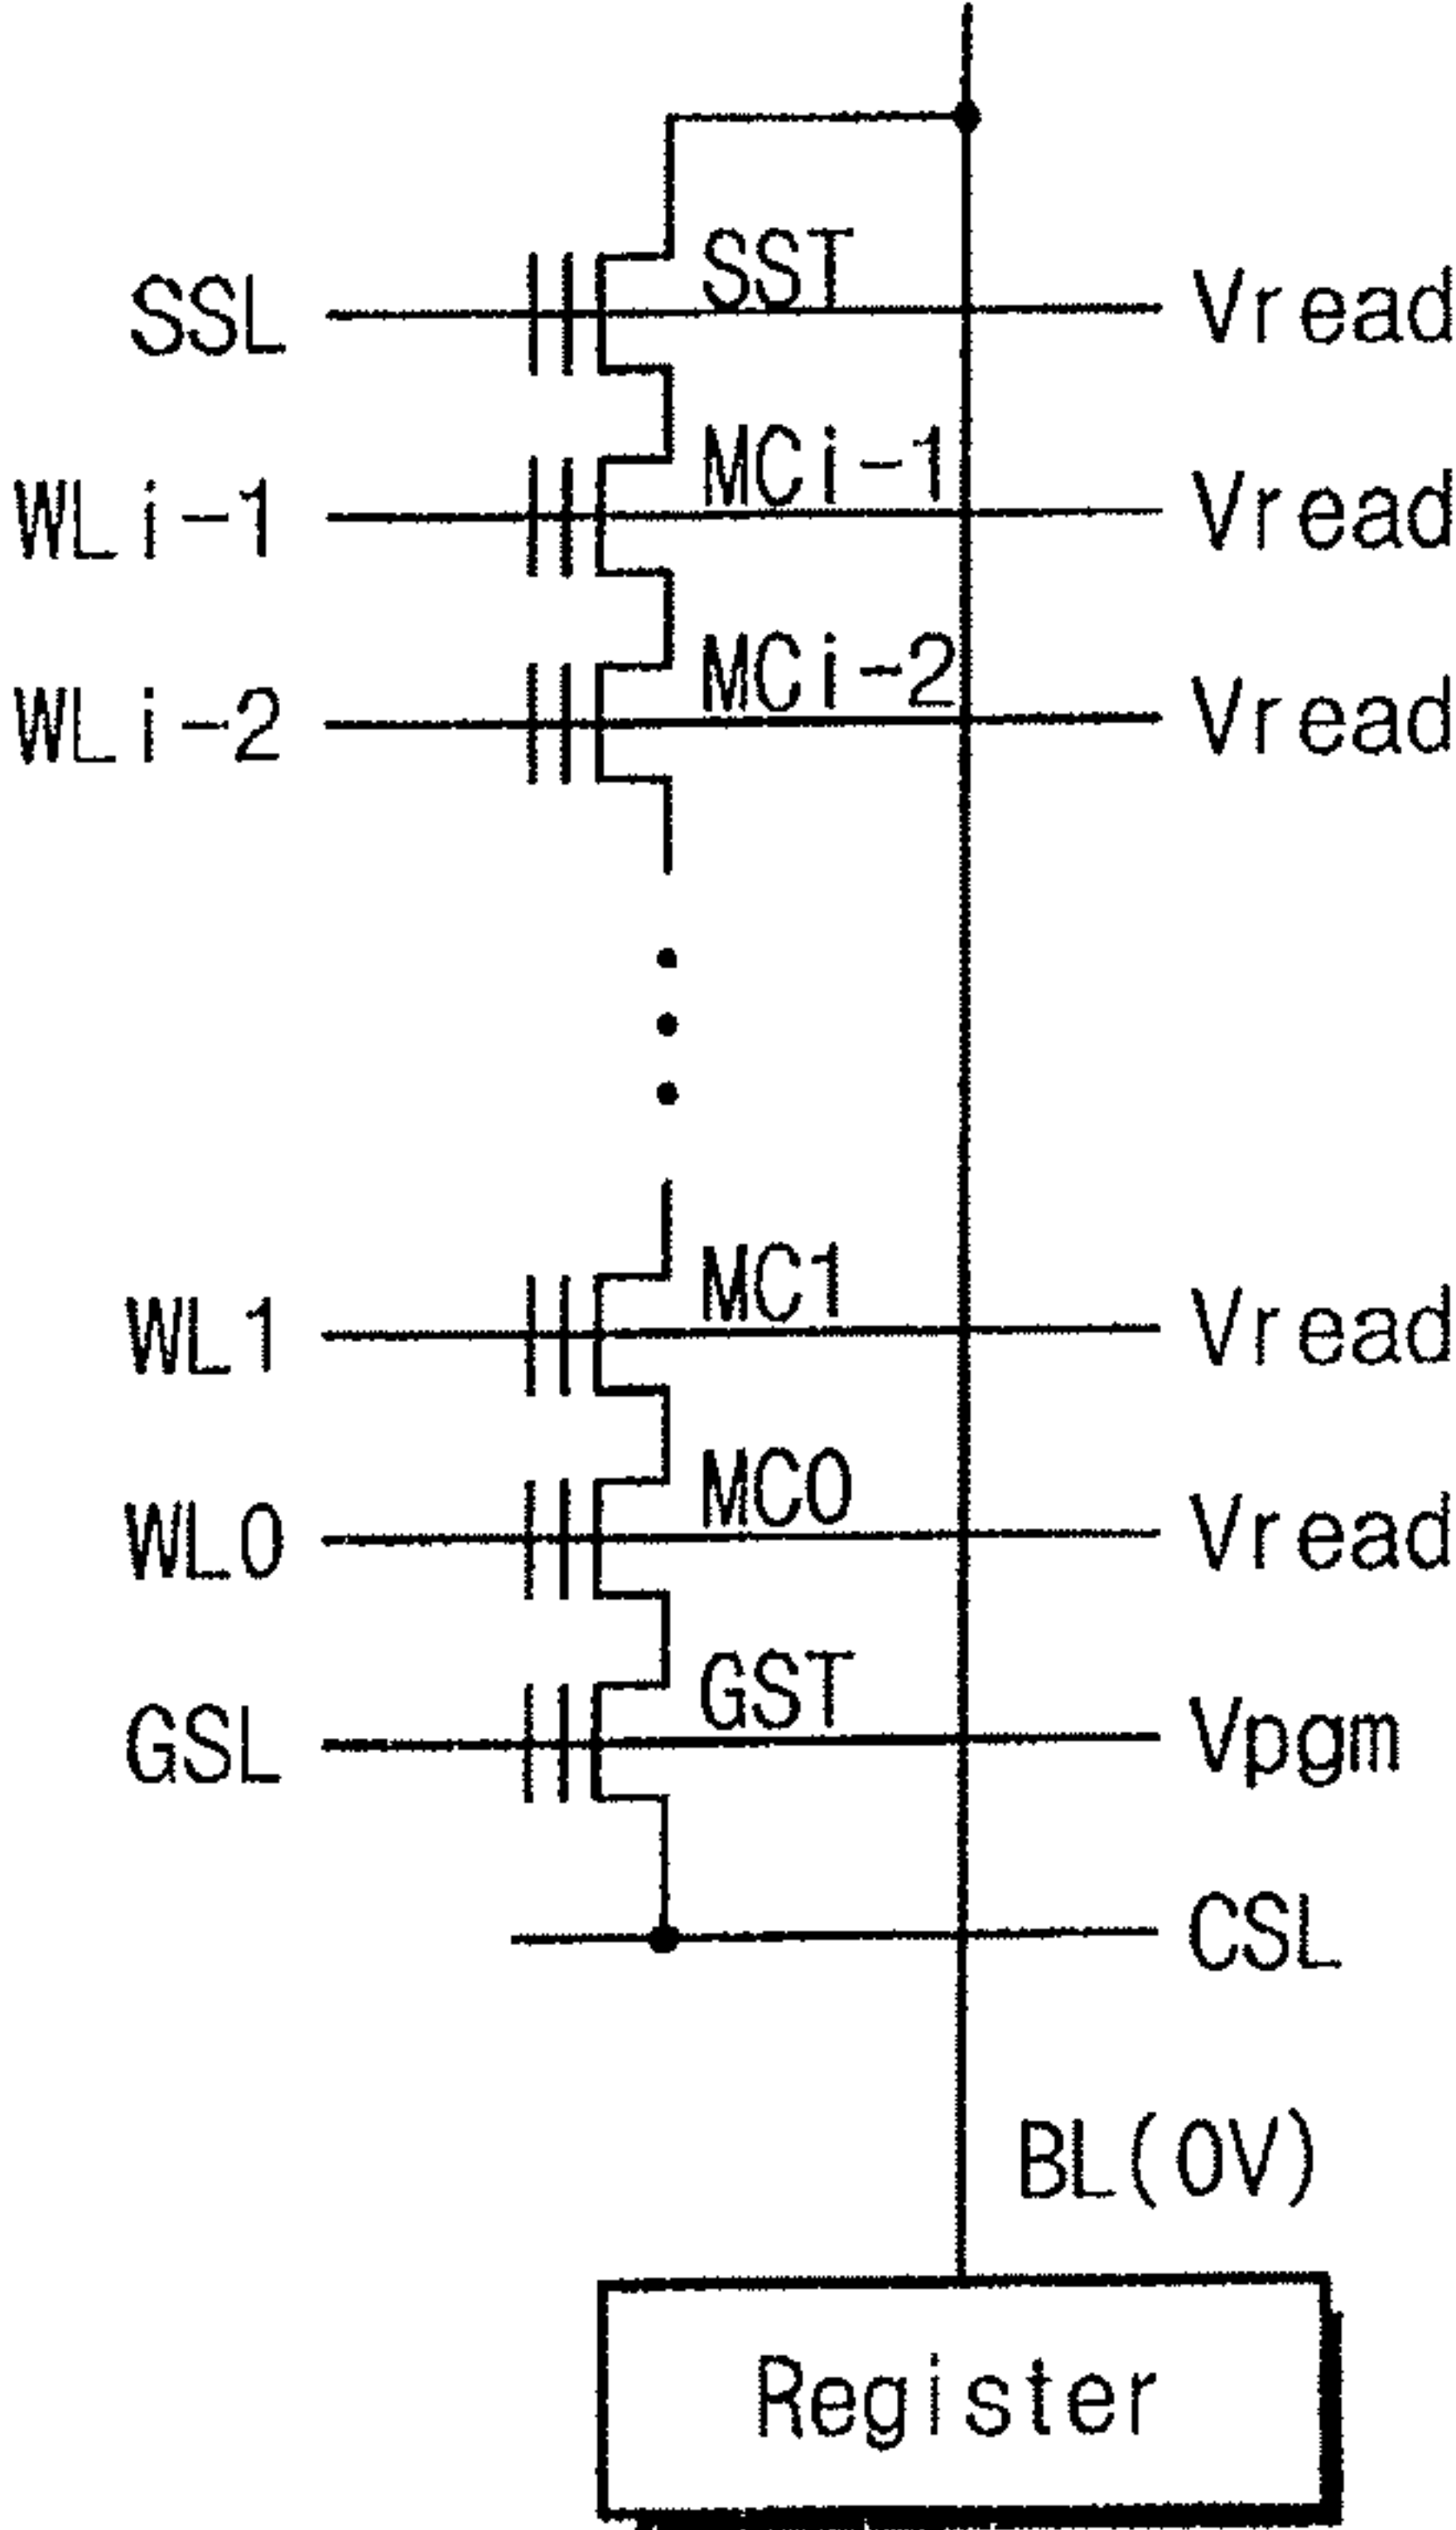 SSL SST Vread
WLi-1 MCi-1 Vread
WLi-2 MCi-2 Vread
WL1 MC1 Vread
WL0 MC0 Vread
GSL GST Vpgm
CSL
BL(0V)
Register